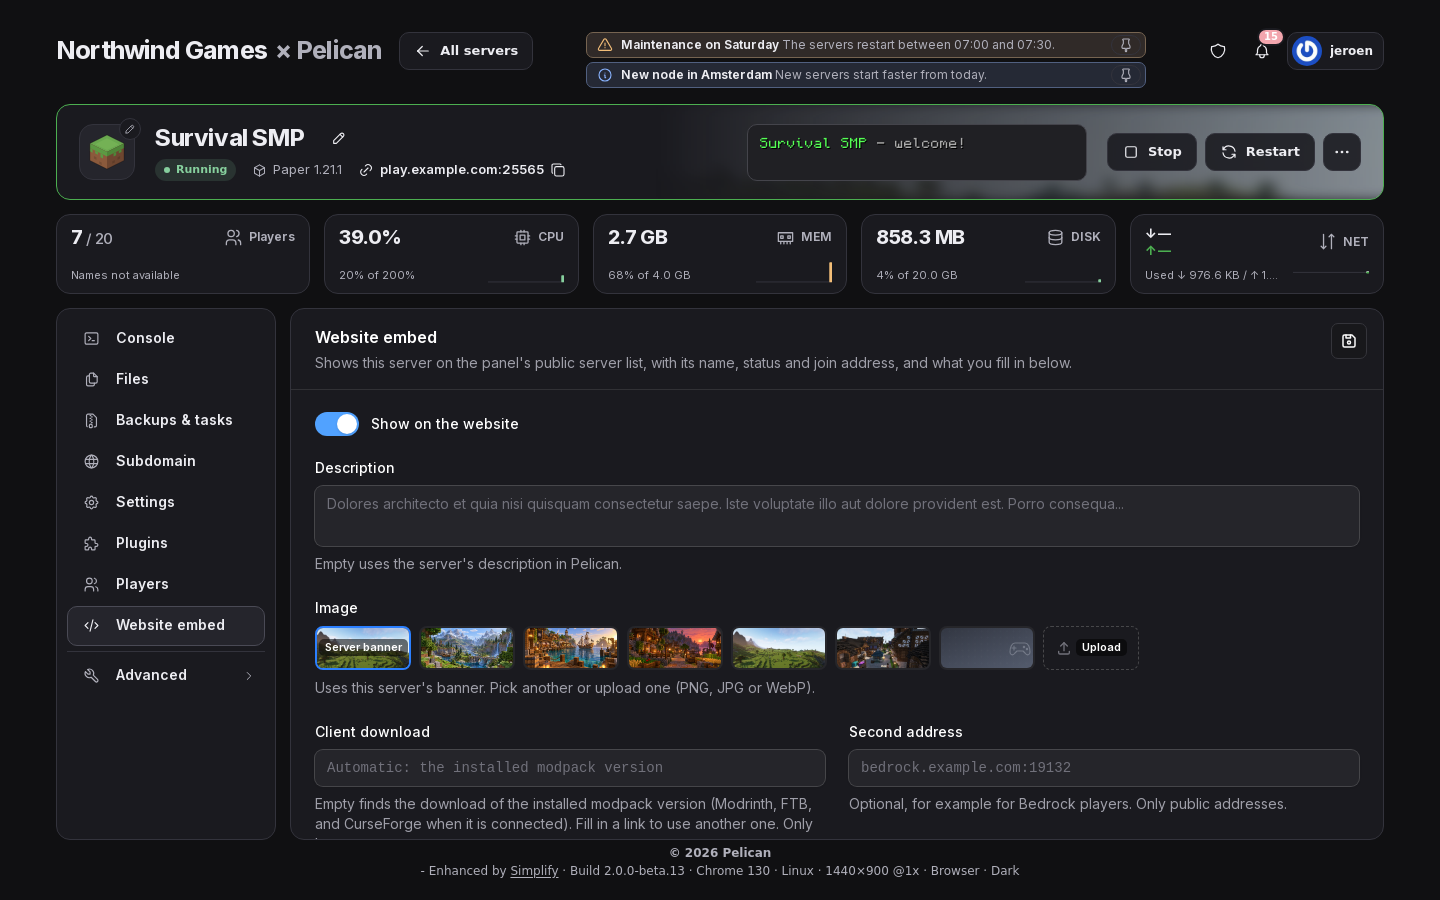 Northwind Games × Pelican
All servers
Maintenance on Saturday The servers restart between 07:00 and 07:30.
New node in Amsterdam New servers start faster from today.
15
jeroen
Survival SMP
Running
Paper 1.21.1
play.example.com:25565
Survival SMP - welcome!
Stop
Restart
7 / 20
Players
Names not available
39.0%
CPU
20% of 200%
2.7 GB
MEM
68% of 4.0 GB
858.3 MB
DISK
4% of 20.0 GB
↓—
↑—
NET
Used ↓ 976.6 KB / ↑ 1....
Console
Files
Backups & tasks
Subdomain
Settings
Plugins
Players
Website embed
Advanced
Website embed
Shows this server on the panel's public server list, with its name, status and join address, and what you fill in below.
Show on the website
Description
Dolores architecto et quia nisi quisquam consectetur saepe. Iste voluptate illo aut dolore provident est. Porro consequa...
Empty uses the server's description in Pelican.
Image
Server banner
Upload
Uses this server's banner. Pick another or upload one (PNG, JPG or WebP).
Client download
Automatic: the installed modpack version
Empty finds the download of the installed modpack version (Modrinth, FTB,
and CurseForge when it is connected). Fill in a link to use another one. Only
Second address
bedrock.example.com:19132
Optional, for example for Bedrock players. Only public addresses.
© 2026 Pelican
- Enhanced by Simplify · Build 2.0.0-beta.13 · Chrome 130 · Linux · 1440×900 @1x · Browser · Dark